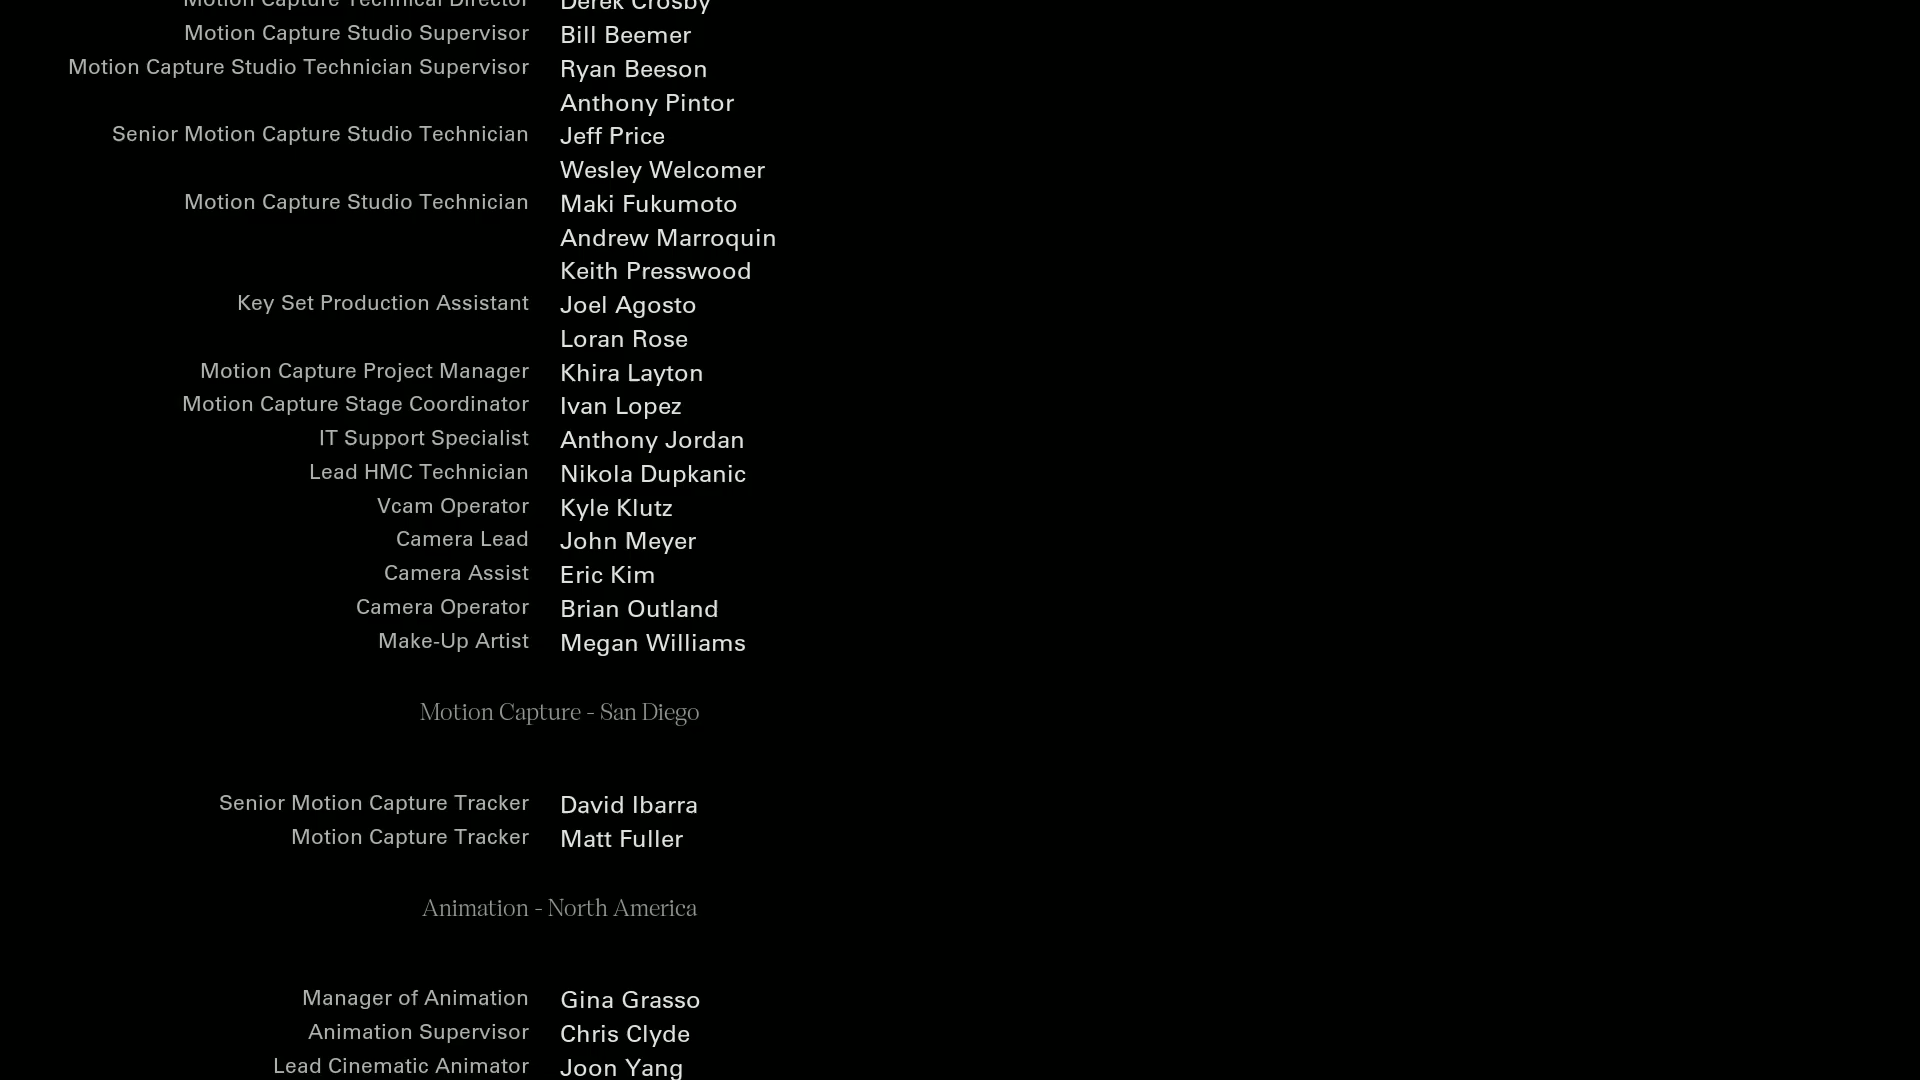 Motion Capture Technical Director Derek Crosby
Motion Capture Studio Supervisor Bill Beemer
Motion Capture Studio Technician Supervisor Ryan Beeson
Anthony Pintor
Senior Motion Capture Studio Technician Jeff Price
Wesley Welcomer
Motion Capture Studio Technician Maki Fukumoto
Andrew Marroquin
Keith Presswood
Key Set Production Assistant Joel Agosto
Loran Rose
Motion Capture Project Manager Khira Layton
Motion Capture Stage Coordinator Ivan Lopez
IT Support Specialist Anthony Jordan
Lead HMC Technician Nikola Dupkanic
Vcam Operator Kyle Klutz
Camera Lead John Meyer
Camera Assist Eric Kim
Camera Operator Brian Outland
Make-Up Artist Megan Williams
Motion Capture - San Diego
Senior Motion Capture Tracker David Ibarra
Motion Capture Tracker Matt Fuller
Animation - North America
Manager of Animation Gina Grasso
Animation Supervisor Chris Clyde
Lead Cinematic Animator Joon Yang